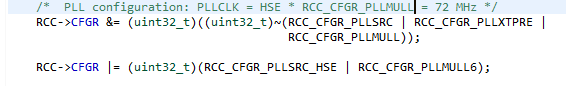 /*  PLL configuration: PLLCLK = HSE * RCC_CFGR_PLLMULL = 72 MHz */
RCC->CFGR &= (uint32_t)((uint32_t)~(RCC_CFGR_PLLSRC | RCC_CFGR_PLLXTPRE |
RCC_CFGR_PLLMULL));
RCC->CFGR |= (uint32_t)(RCC_CFGR_PLLSRC_HSE | RCC_CFGR_PLLMULL6);